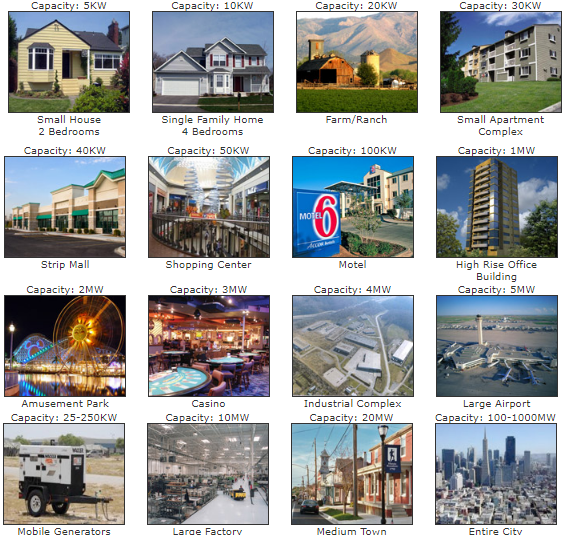 Capacity: 5KW
Capacity: 10KW
Capacity: 20KW
Capacity: 30KW
Small House
2 Bedrooms
Single Family Home
4 Bedrooms
Farm/Ranch
Small Apartment
Complex
Capacity: 40KW
Capacity: 50KW
Capacity: 100KW
Capacity: 1MW
MOTEL
6
Strip Mall
Shopping Center
Motel
High Rise Office
Building
Capacity: 2MW
Capacity: 3MW
Capacity: 4MW
Capacity: 5MW
Amusement Park
Casino
Industrial Complex
Large Airport
Capacity: 25-250KW
Capacity: 10MW
Capacity: 20MW
Capacity: 100-1000MW
Mobile Generators
Large Factory
Medium Town
Entire City